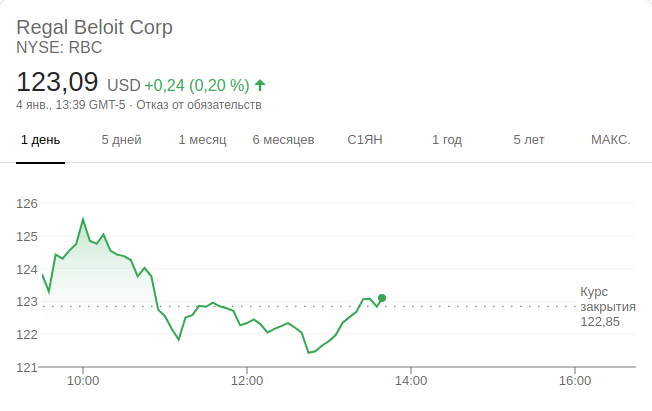 Regal Beloit Corp
NYSE: RBC
123,09 USD +0,24 (0,20 %)
4 янв., 13:39 GMT-5 · Отказ от обязательств
1 день 5 дней 1 месяц 6 месяцев С1ЯН 1 год 5 лет МАКС.
126
125
124
123
122
121
Курс
закрытия
122,85
10:00 12:00 14:00 16:00